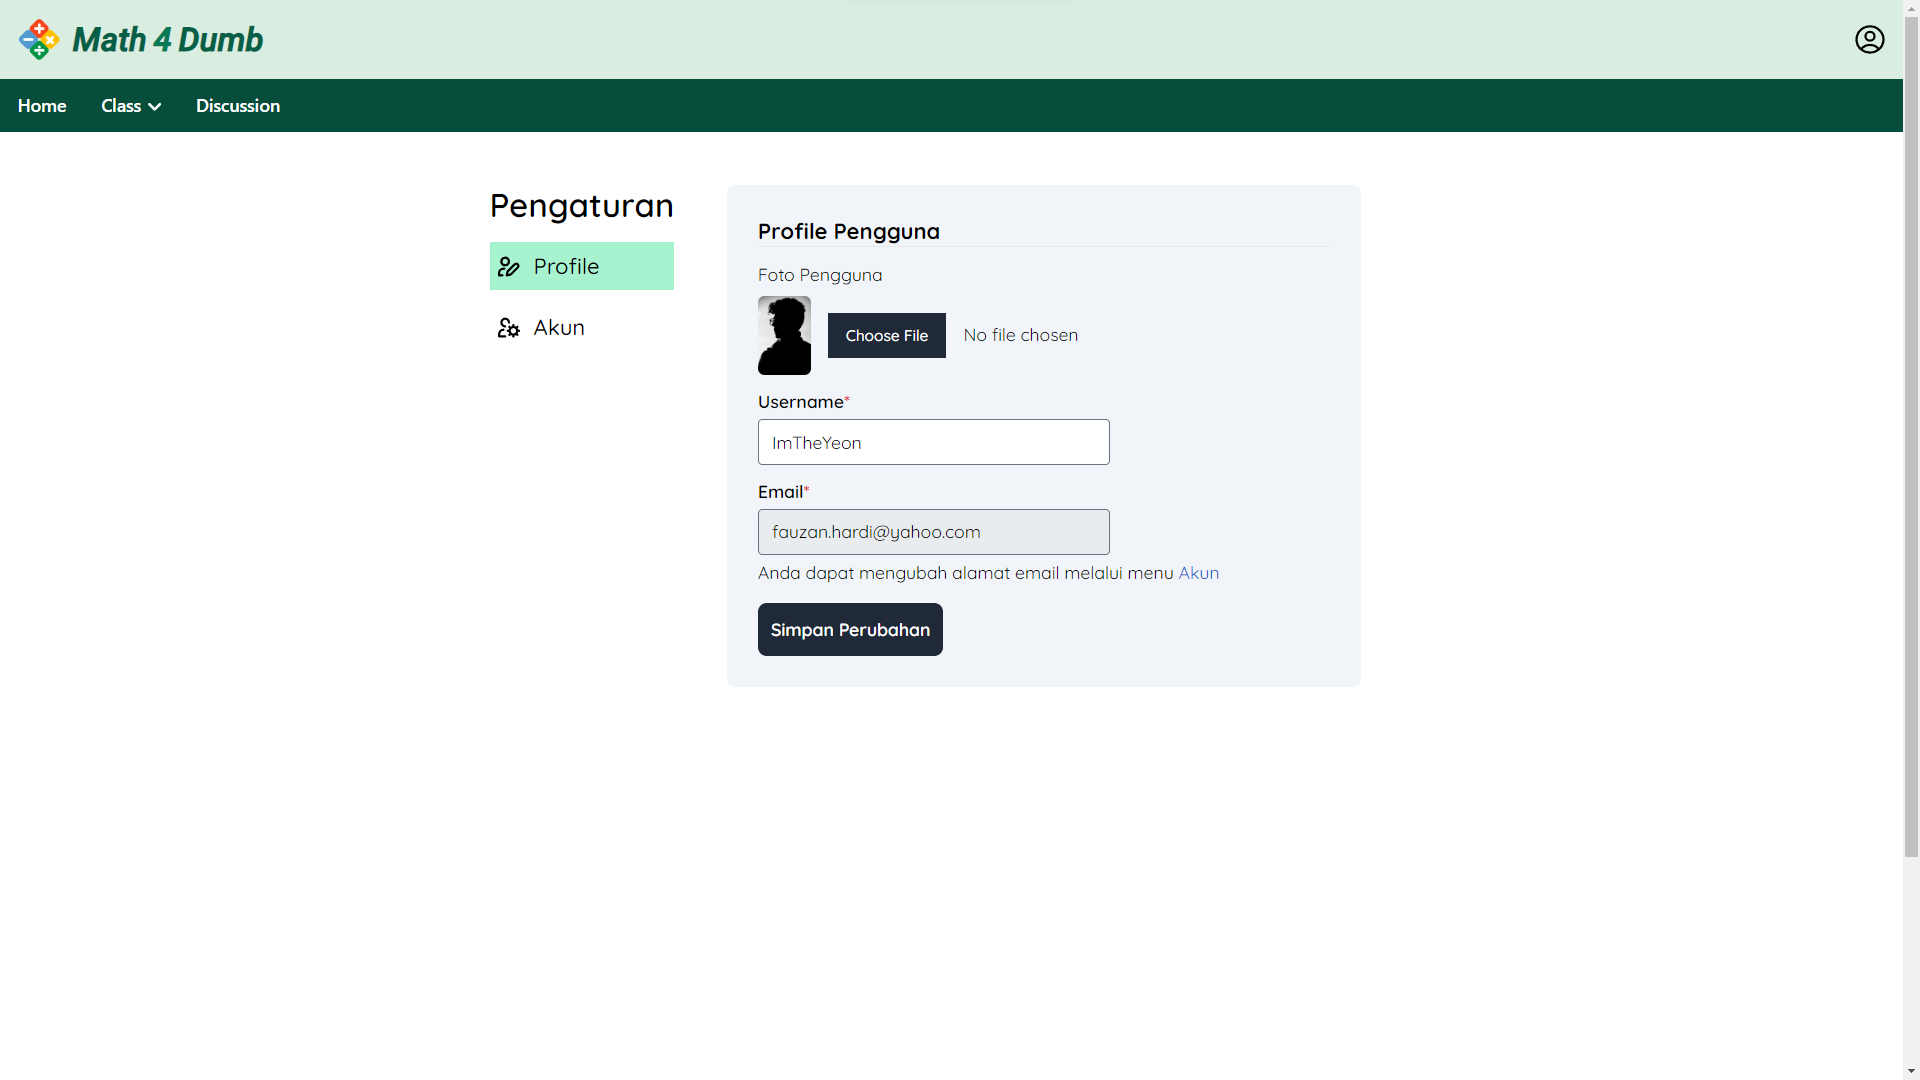 Math 4 Dumb
Home
Class
Discussion
Pengaturan
Profile
Akun
Profile Pengguna
Foto Pengguna
Choose File
No file chosen
Username*
ImTheYeon
Email*
fauzan.hardi@yahoo.com
Anda dapat mengubah alamat email melalui menu Akun
Simpan Perubahan